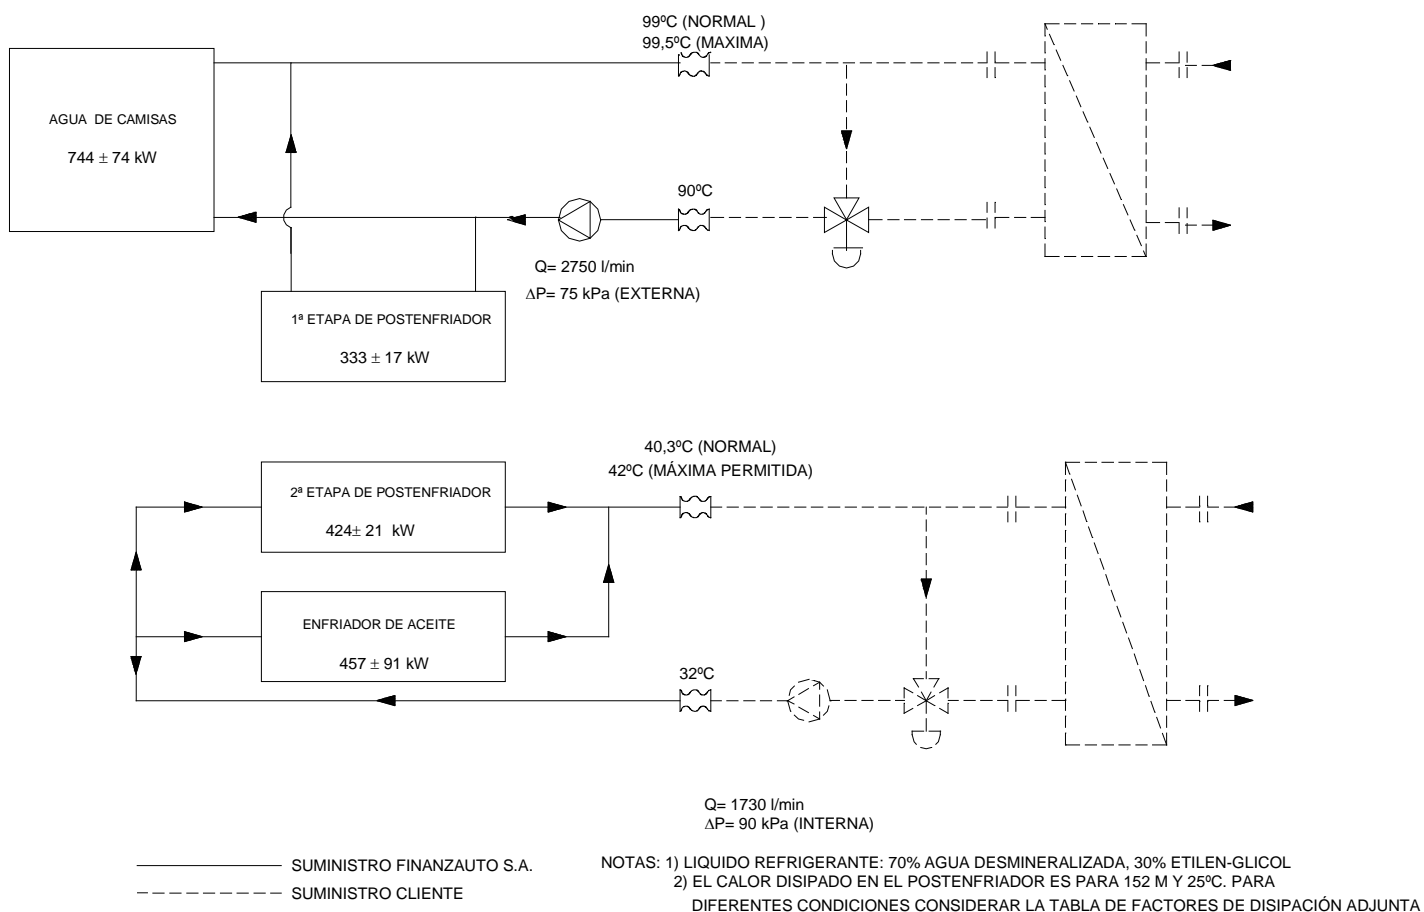 99ºC (NORMAL )
99,5ºC (MAXIMA)
AGUA DE CAMISAS
744 ± 74 kW
90ºC
Q= 2750 l/min
∆P= 75 kPa (EXTERNA)
1ª ETAPA DE POSTENFRIADOR
333 ± 17 kW
40,3ºC (NORMAL)
42ºC (MÁXIMA PERMITIDA)
2ª ETAPA DE POSTENFRIADOR
424± 21 kW
ENFRIADOR DE ACEITE
457 ± 91 kW
32ºC
Q= 1730 l/min
∆P= 90 kPa (INTERNA)
SUMINISTRO FINANZAUTO S.A.
SUMINISTRO CLIENTE
NOTAS: 1) LIQUIDO REFRIGERANTE: 70% AGUA DESMINERALIZADA, 30% ETILEN-GLICOL
2) EL CALOR DISIPADO EN EL POSTENFRIADOR ES PARA 152 M Y 25ºC. PARA
DIFERENTES CONDICIONES CONSIDERAR LA TABLA DE FACTORES DE DISIPACIÓN ADJUNTA